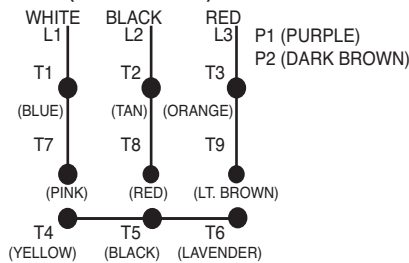 WHITE BLACK RED
L1 L2 L3 P1 (PURPLE)
P2 (DARK BROWN)
T1 T2 T3
(BLUE) (TAN) (ORANGE)
T7 T8 T9
(PINK) (RED) (LT. BROWN)
T4 T5 T6
(YELLOW) (BLACK) (LAVENDER)